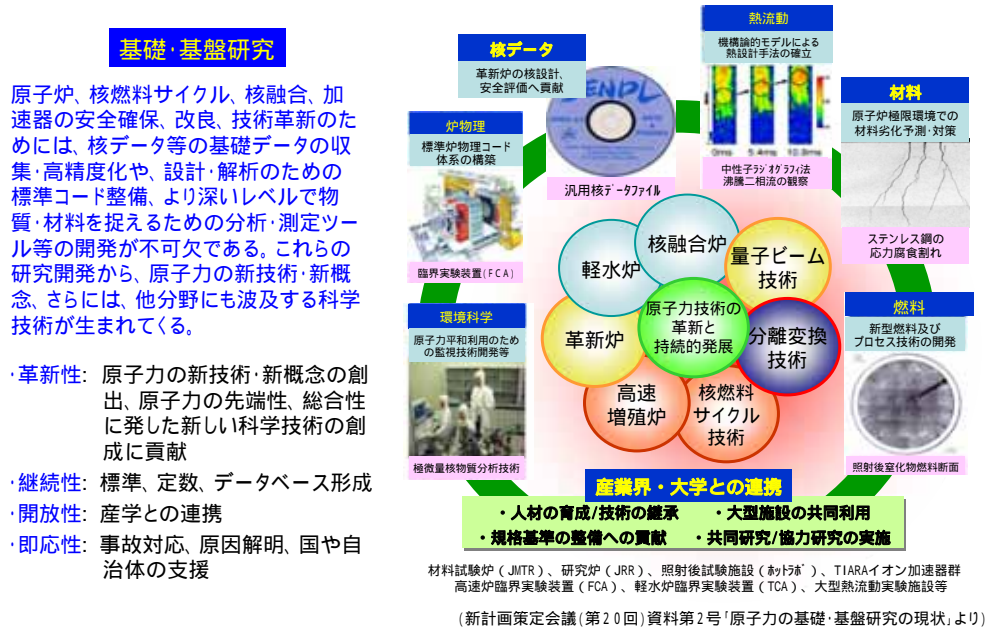 基礎・基盤研究
原子炉、核燃料サイクル、核融合、加
速器の安全確保、改良、技術革新のた
めには、核データ等の基礎データの収
集・高精度化や、設計・解析のための
標準コード整備、より深いレベルで物
質・材料を捉えるための分析・測定ツー
ル等の開発が不可欠である。これらの
研究開発から、原子力の新技術・新概
念、さらには、他分野にも波及する科学
技術が生まれてくる。
・革新性: 原子力の新技術・新概念の創
出、原子力の先端性、総合性
に発した新しい科学技術の創
成に貢献
・継続性: 標準、定数、データベース形成
・開放性: 産学との連携
・即応性: 事故対応、原因解明、国や自
治体の支援
核データ
革新炉の核設計、
安全評価へ貢献
JENDL
汎用核データファイル
熱流動
機構論的モデルによる
熱設計手法の確立
0ms 5.4ms 10.8ms
中性子ラジオグラフィ法
沸騰二相流の観察
材料
原子炉極限環境での
材料劣化予測・対策
ステンレス鋼の
応力腐食割れ
炉物理
標準炉物理コード
体系の構築
臨界実験装置(FCA)
環境科学
原子力平和利用のため
の監視技術開発等
極微量核物質分析技術
燃料
新型燃料及び
プロセス技術の開発
照射後窒化物燃料断面
核融合炉
軽水炉
量子ビーム
技術
原子力技術の
革新と
持続的発展
革新炉
分離変換
技術
高速
増殖炉
核燃料
サイクル
技術
産業界・大学との連携
・人材の育成/技術の継承 ・大型施設の共同利用
・規格基準の整備への貢献 ・共同研究/協力研究の実施
材料試験炉（JMTR）、研究炉（JRR）、照射後試験施設（ホットラボ）、TIARAイオン加速器群
高速炉臨界実験装置（FCA）、軽水炉臨界実験装置（TCA）、大型熱流動実験施設等
(新計画策定会議(第20回)資料第2号「原子力の基礎・基盤研究の現状」より)